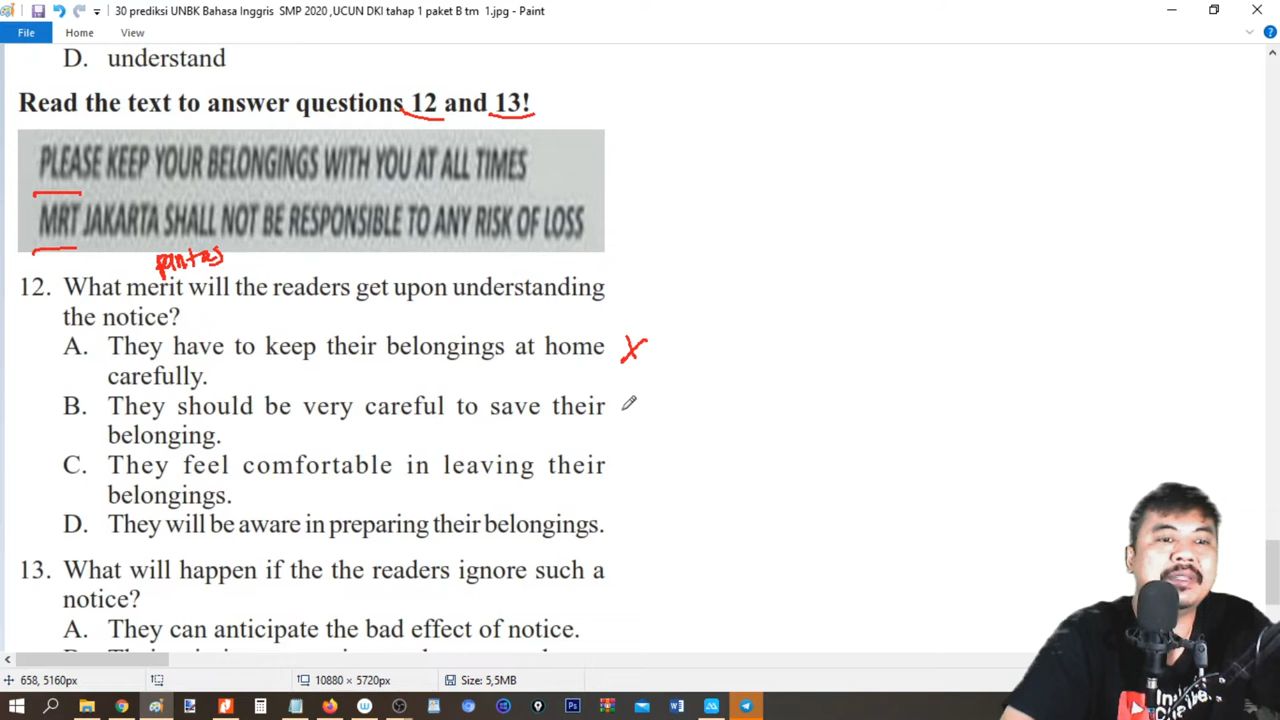 30 prediksi UNBK Bahasa Inggris SMP 2020 ,UCUN DKI tahap 1 paket B tm 1.jpg - Paint
File Home View
D. understand
Read the text to answer questions 12 and 13!
PLEASE KEEP YOUR BELONGINGS WITH YOU AT ALL TIMES
MRT JAKARTA SHALL NOT BE RESPONSIBLE TO ANY RISK OF LOSS
12. What merit will the readers get upon understanding
the notice?
A. They have to keep their belongings at home
carefully.
B. They should be very careful to save their
belonging.
C. They feel comfortable in leaving their
belongings.
D. They will be aware in preparing their belongings.
13. What will happen if the the readers ignore such a
notice?
A. They can anticipate the bad effect of notice.
658, 5160px 10880 × 5720px Size: 5,5MB